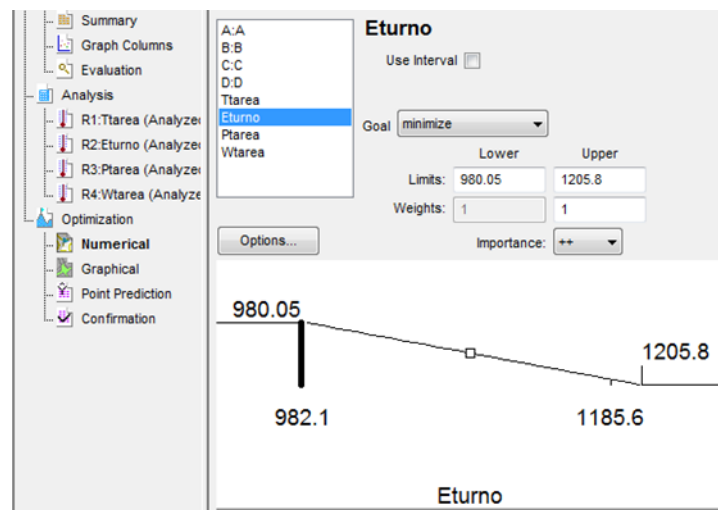 Summary
Graph Columns
Evaluation
Analysis
R1:Ttarea (Analyze
R2:Eturno (Analyze
R3:Ptarea (Analyze
R4:Wtarea (Analyze
Optimization
Numerical
Graphical
Point Prediction
Confirmation
A:A
B:B
C:C
D:D
Ttarea
Eturno
Ptarea
Wtarea
Options...
Eturno
Use Interval
Goal minimize
Lower Upper
Limits: 980.05 1205.8
Weights: 1 1
Importance: ++
980.05
1205.8
982.1 1185.6
Eturno